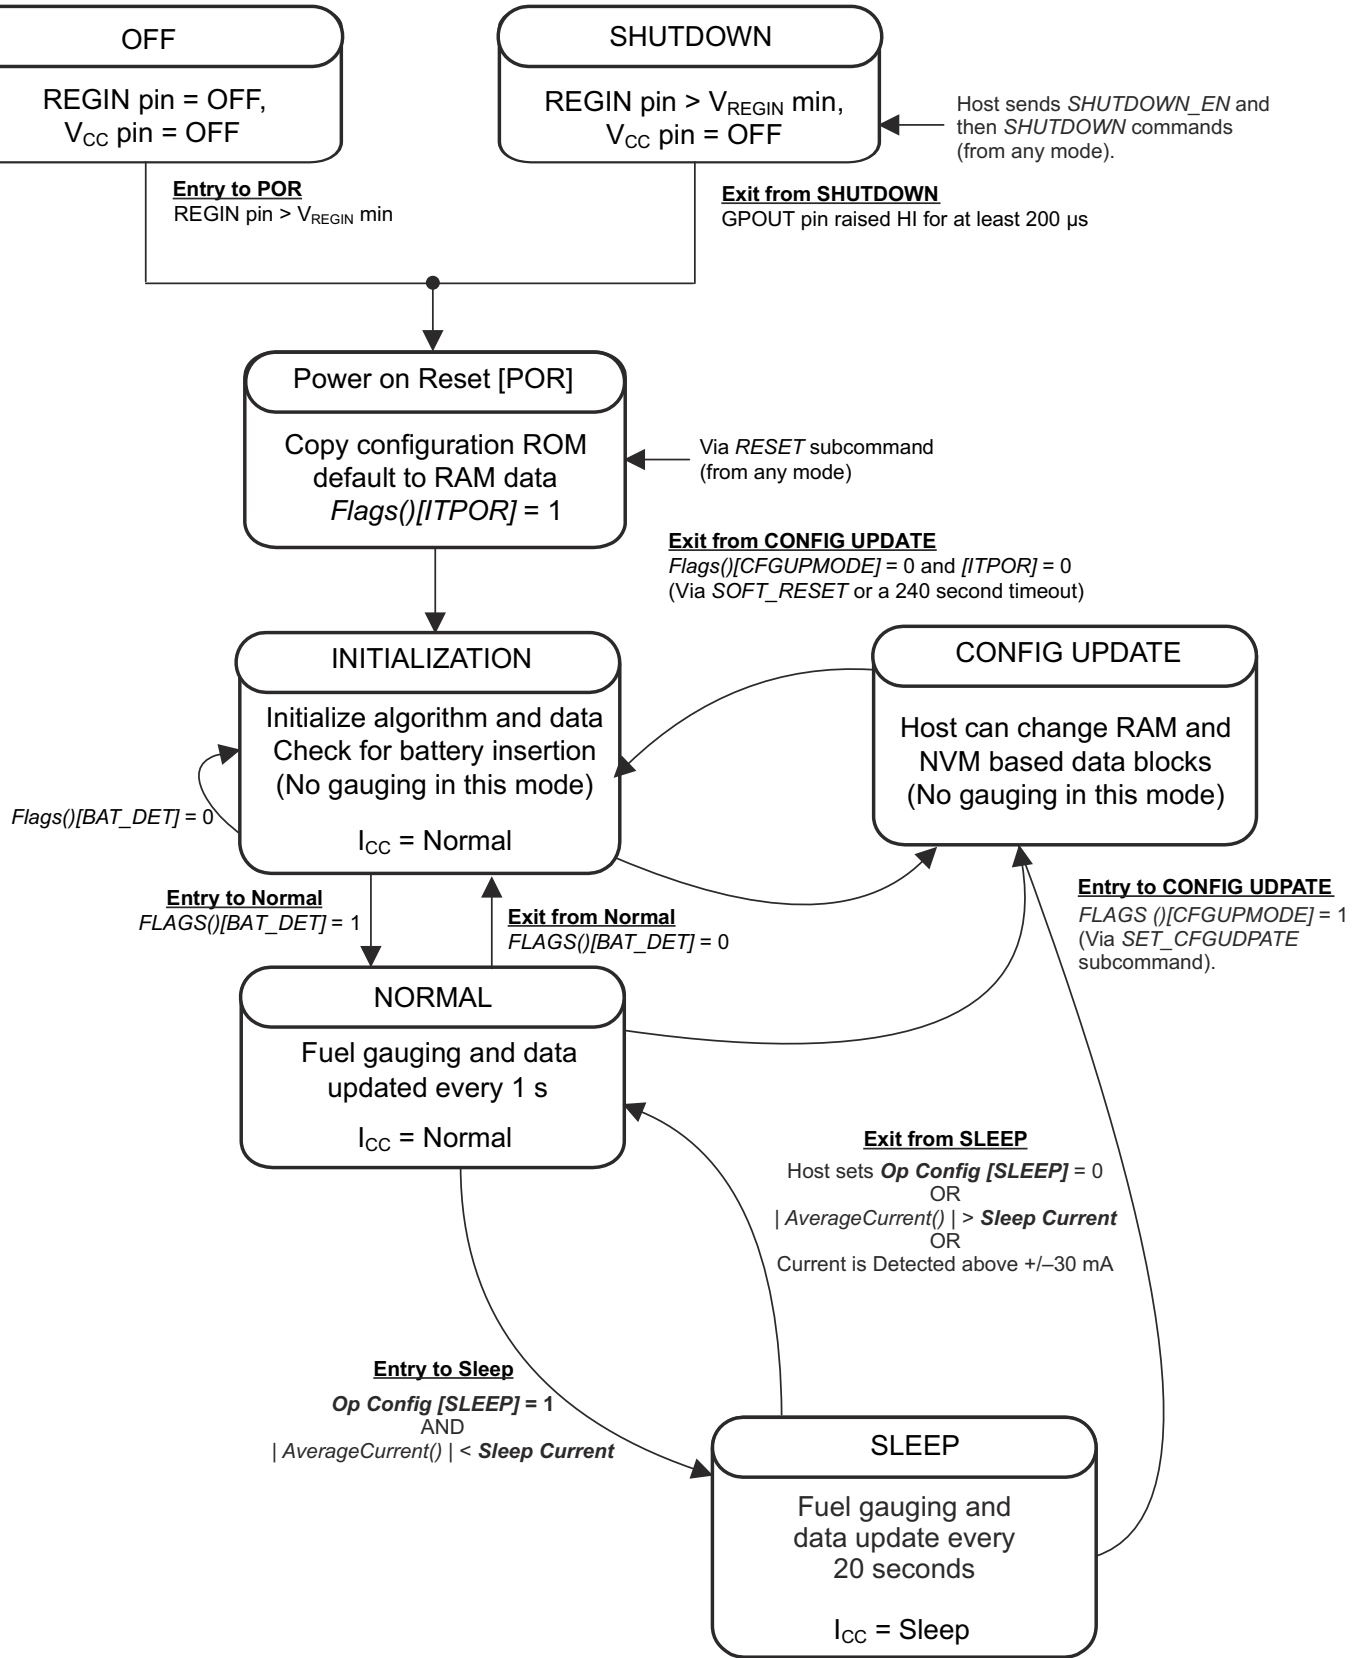 OFF
REGIN pin = OFF,
VCC pin = OFF
SHUTDOWN
REGIN pin > VREGIN min,
VCC pin = OFF
Host sends SHUTDOWN_EN and
then SHUTDOWN commands
(from any mode).
Entry to POR
REGIN pin > VREGIN min
Exit from SHUTDOWN
GPOUT pin raised HI for at least 200 µs
Power on Reset [POR]
Copy configuration ROM
default to RAM data
Flags()[ITPOR] = 1
Via RESET subcommand
(from any mode)
Exit from CONFIG UPDATE
Flags()[CFGUPMODE] = 0 and [ITPOR] = 0
(Via SOFT_RESET or a 240 second timeout)
INITIALIZATION
Initialize algorithm and data
Check for battery insertion
(No gauging in this mode)
ICC = Normal
Flags()[BAT_DET] = 0
CONFIG UPDATE
Host can change RAM and
NVM based data blocks
(No gauging in this mode)
Entry to Normal
FLAGS()[BAT_DET] = 1
Exit from Normal
FLAGS()[BAT_DET] = 0
Entry to CONFIG UDPATE
FLAGS ()[CFGUPMODE] = 1
(Via SET_CFGUDPATE
subcommand).
NORMAL
Fuel gauging and data
updated every 1 s
ICC = Normal
Exit from SLEEP
Host sets Op Config [SLEEP] = 0
OR
| AverageCurrent() | > Sleep Current
OR
Current is Detected above +/–30 mA
Entry to Sleep
Op Config [SLEEP] = 1
AND
| AverageCurrent() | < Sleep Current
SLEEP
Fuel gauging and
data update every
20 seconds
ICC = Sleep